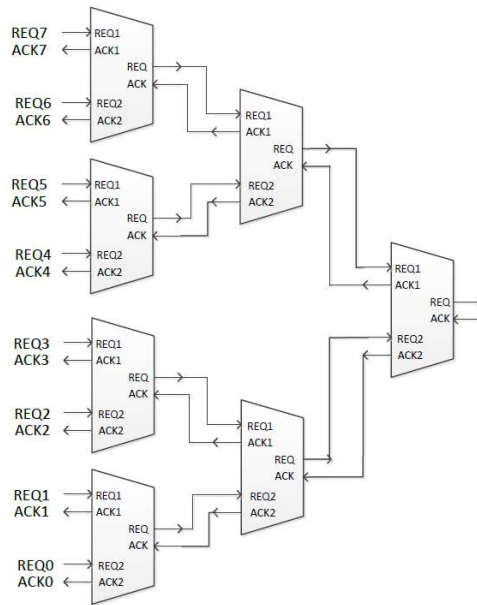 REQ7 REQ1
ACK7 ACK1
REQ
ACK
REQ6 REQ2
ACK6 ACK2
REQ1
ACK1
REQ
ACK
REQ2
ACK2
REQ5 REQ1
ACK5 ACK1
REQ
ACK
REQ4 REQ2
ACK4 ACK2
REQ1
ACK1
REQ
ACK
REQ2
ACK2
REQ3 REQ1
ACK3 ACK1
REQ
ACK
REQ2 REQ2
ACK2 ACK2
REQ1
ACK1
REQ
ACK
REQ2
ACK2
REQ1 REQ1
ACK1 ACK1
REQ
ACK
REQ0 REQ2
ACK0 ACK2